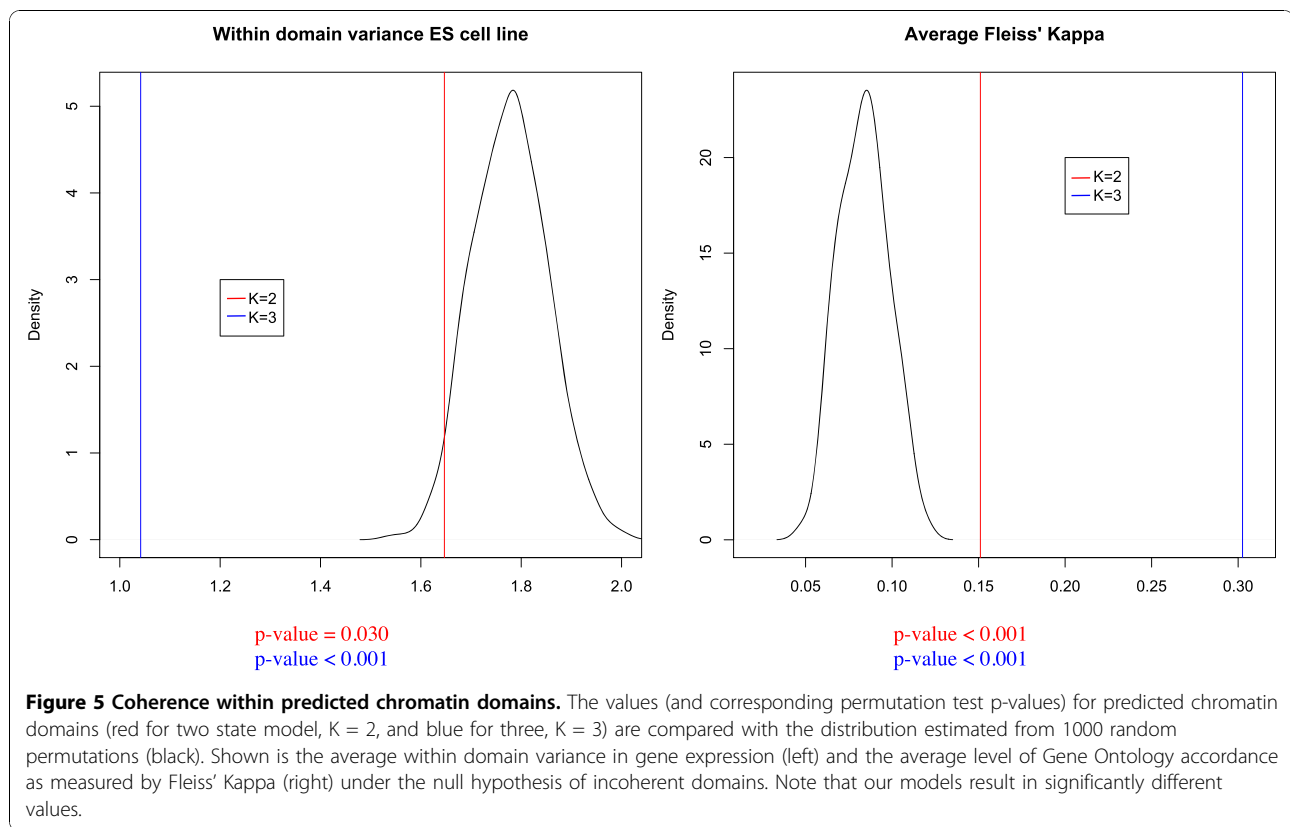 Within domain variance ES cell line
Density
0
1
2
3
4
5
K=2
K=3
1.0
1.2
1.4
1.6
1.8
2.0
p-value = 0.030
p-value < 0.001
Average Fleiss' Kappa
Density
0
5
10
15
20
K=2
K=3
0.05
0.10
0.15
0.20
0.25
0.30
p-value < 0.001
p-value < 0.001
Figure 5 Coherence within predicted chromatin domains. The values (and corresponding permutation test p-values) for predicted chromatin
domains (red for two state model, K = 2, and blue for three, K = 3) are compared with the distribution estimated from 1000 random
permutations (black). Shown is the average within domain variance in gene expression (left) and the average level of Gene Ontology accordance
as measured by Fleiss’ Kappa (right) under the null hypothesis of incoherent domains. Note that our models result in significantly different
values.